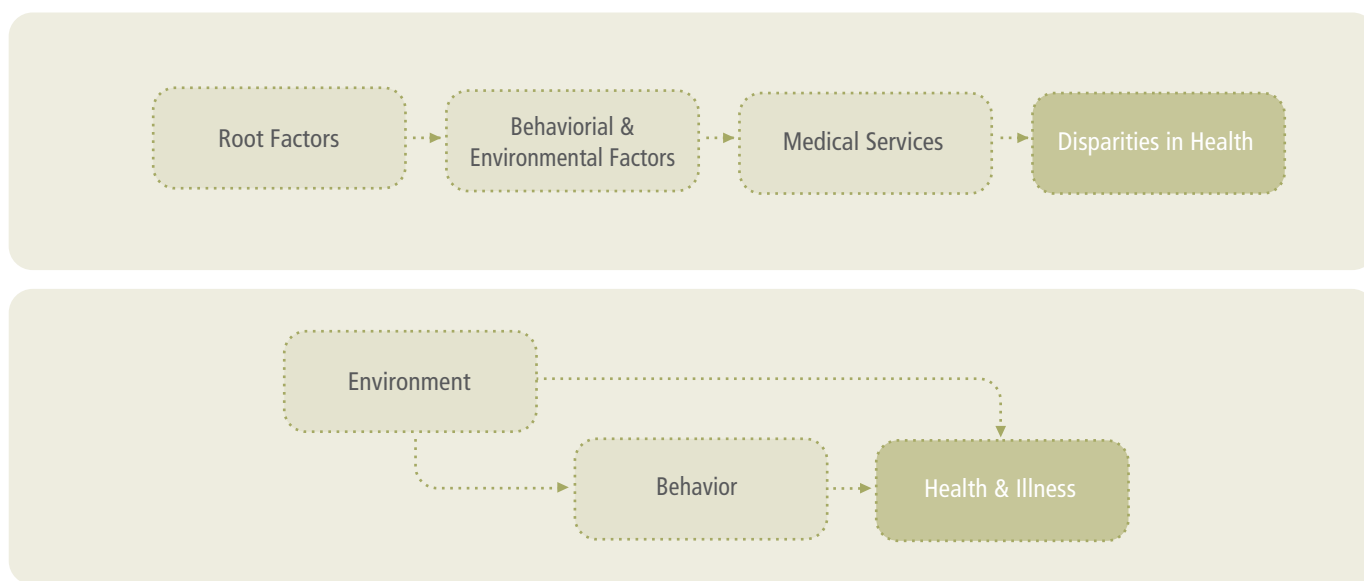 Root Factors
Behaviorial &
Environmental Factors
Medical Services
Disparities in Health
Environment
Behavior
Health & Illness